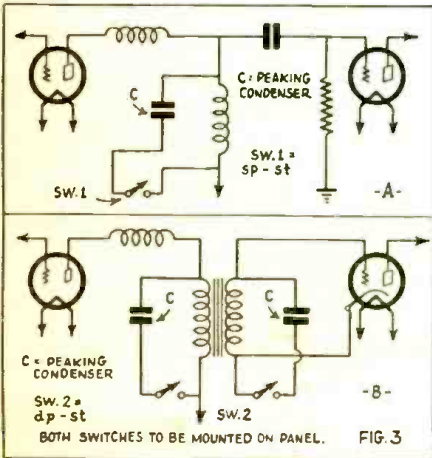 C
C = PEAKING
CONDENSER
SW.1 =
sp - st
SW.1
-A-
C
C
C = PEAKING
CONDENSER
SW. 2 =
dp - st
SW.2
-B-
BOTH SWITCHES TO BE MOUNTED ON PANEL.
FIG. 3